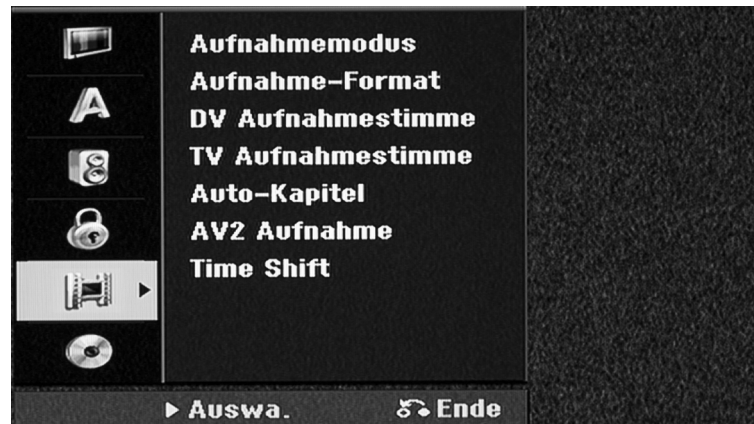 Aufnahmemodus
Aufnahme-Format
DV Aufnahmestimme
TV Aufnahmestimme
Auto-Kapitel
AV2 Aufnahme
Time Shift
Auswa. Ende